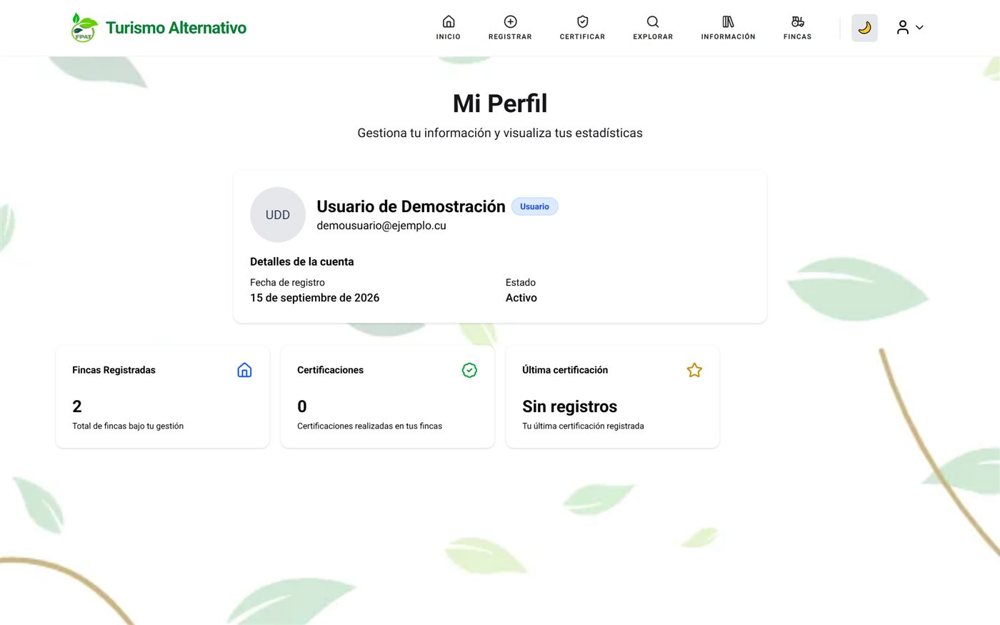 FPAT
Turismo Alternativo
INICIO
REGISTRAR
CERTIFICAR
EXPLORAR
INFORMACIÓN
FINCAS
Mi Perfil
Gestiona tu información y visualiza tus estadísticas
UDD
Usuario de Demostración
Usuario
demousuario@ejemplo.cu
Detalles de la cuenta
Fecha de registro
15 de septiembre de 2026
Estado
Activo
Fincas Registradas
2
Total de fincas bajo tu gestión
Certificaciones
0
Certificaciones realizadas en tus fincas
Última certificación
Sin registros
Tu última certificación registrada